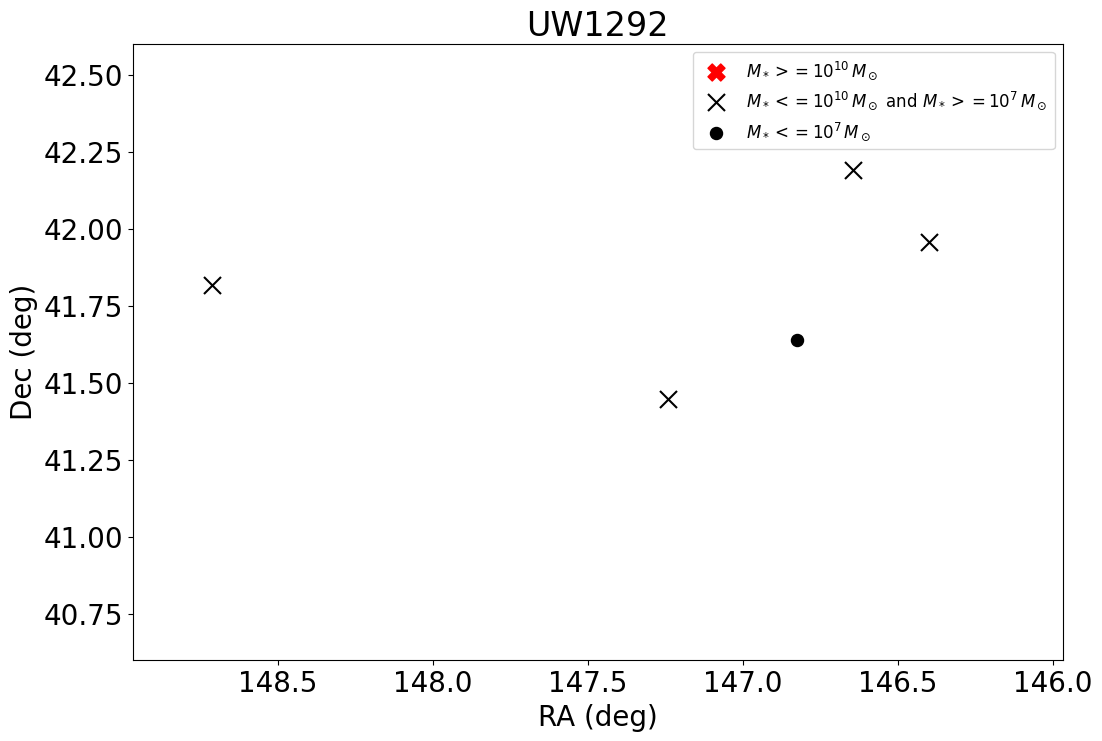 UW1292
M* >= 10^10 M⊙
M* <= 10^10 M⊙ and M* >= 10^7 M⊙
M* <= 10^7 M⊙
42.50
42.25
42.00
41.75
41.50
41.25
41.00
40.75
Dec (deg)
148.5 148.0 147.5 147.0 146.5 146.0
RA (deg)